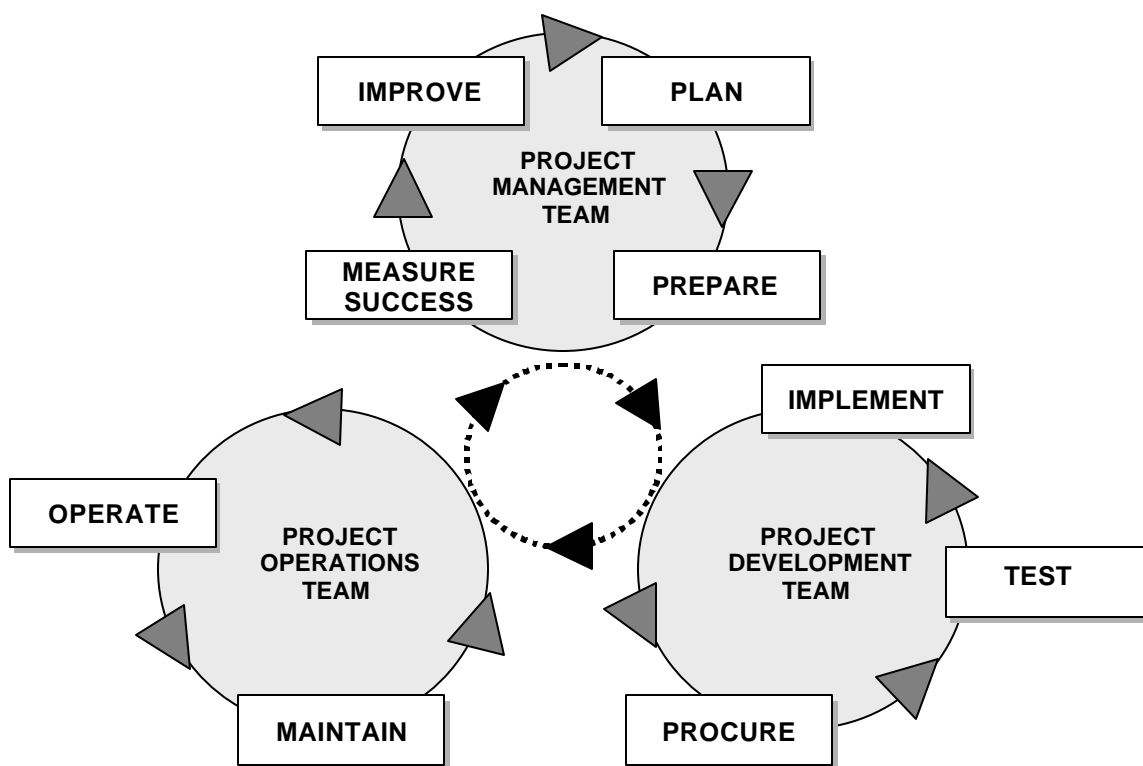 IMPROVE
PLAN
PROJECT
MANAGEMENT
TEAM
MEASURE
SUCCESS
PREPARE
IMPLEMENT
OPERATE
PROJECT
OPERATIONS
TEAM
PROJECT
DEVELOPMENT
TEAM
TEST
MAINTAIN
PROCURE